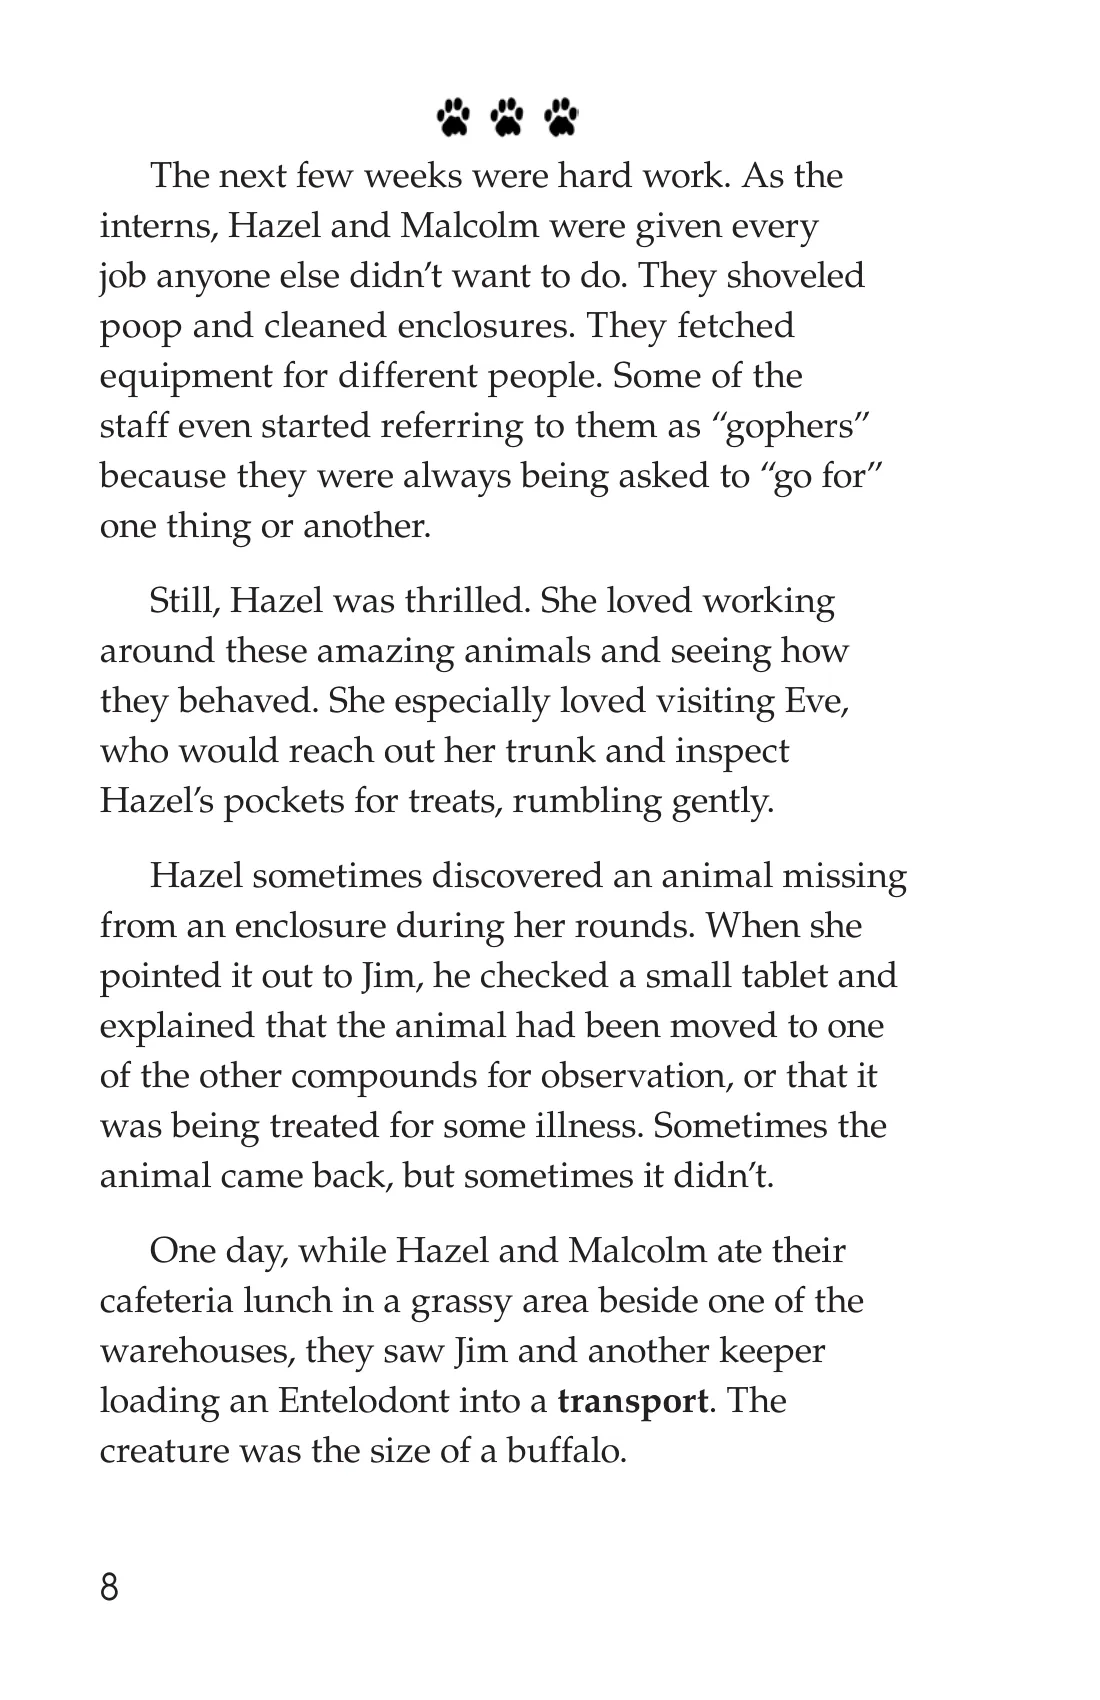 The next few weeks were hard work. As the
interns, Hazel and Malcolm were given every
job anyone else didn’t want to do. They shoveled
poop and cleaned enclosures. They fetched
equipment for different people. Some of the
staff even started referring to them as “gophers”
because they were always being asked to “go for”
one thing or another.
Still, Hazel was thrilled. She loved working
around these amazing animals and seeing how
they behaved. She especially loved visiting Eve,
who would reach out her trunk and inspect
Hazel’s pockets for treats, rumbling gently.
Hazel sometimes discovered an animal missing
from an enclosure during her rounds. When she
pointed it out to Jim, he checked a small tablet and
explained that the animal had been moved to one
of the other compounds for observation, or that it
was being treated for some illness. Sometimes the
animal came back, but sometimes it didn’t.
One day, while Hazel and Malcolm ate their
cafeteria lunch in a grassy area beside one of the
warehouses, they saw Jim and another keeper
loading an Entelodont into a transport. The
creature was the size of a buffalo.
8